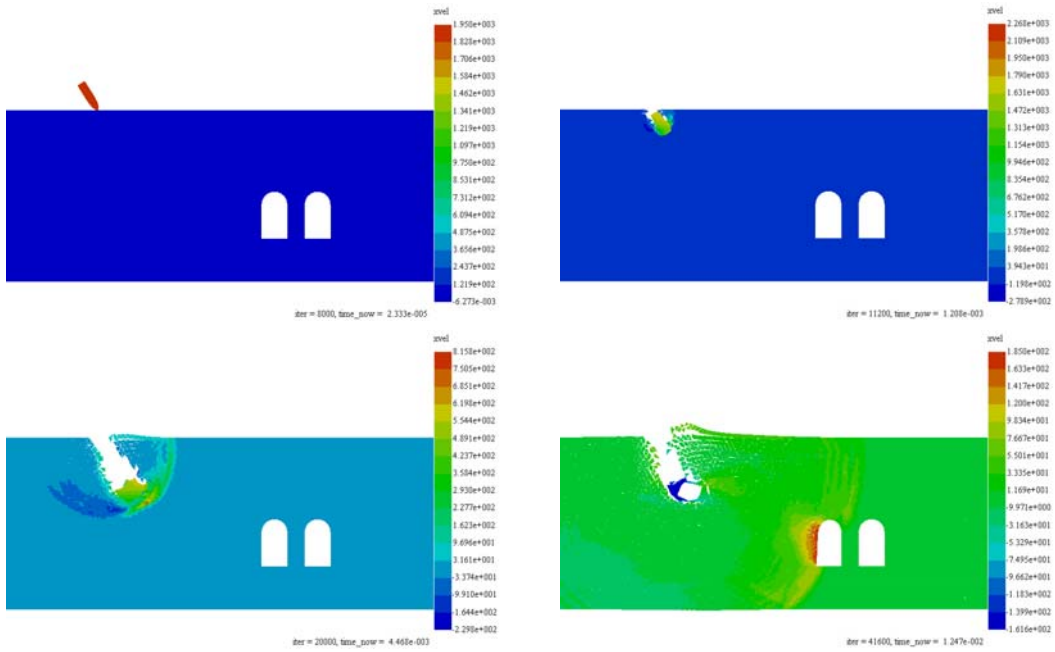 xvel
1.950e+003
1.828e+003
1.706e+003
1.584e+003
1.462e+003
1.341e+003
1.219e+003
1.097e+003
9.750e+002
8.531e+002
7.312e+002
6.094e+002
4.875e+002
3.656e+002
2.437e+002
1.219e+002
-6.273e-003
iter = 8000, time_now = 2.333e-005
xvel
2.268e+003
2.109e+003
1.950e+003
1.790e+003
1.631e+003
1.472e+003
1.313e+003
1.154e+003
9.946e+002
8.354e+002
6.762e+002
5.170e+002
3.578e+002
1.986e+002
3.943e+001
-1.198e+002
-2.789e+002
iter = 11200, time_now = 1.208e-003
xvel
8.158e+002
7.505e+002
6.851e+002
6.198e+002
5.544e+002
4.891e+002
4.237e+002
3.584e+002
2.930e+002
2.277e+002
1.623e+002
9.696e+001
3.161e+001
-3.374e+001
-9.910e+001
-1.644e+002
-2.298e+002
iter = 20000, time_now = 4.468e-003
xvel
1.850e+002
1.633e+002
1.417e+002
1.200e+002
9.834e+001
7.667e+001
5.501e+001
3.335e+001
1.169e+001
-9.971e+000
-3.163e+001
-5.329e+001
-7.495e+001
-9.662e+001
-1.183e+002
-1.399e+002
-1.616e+002
iter = 41600, time_now = 1.247e-002